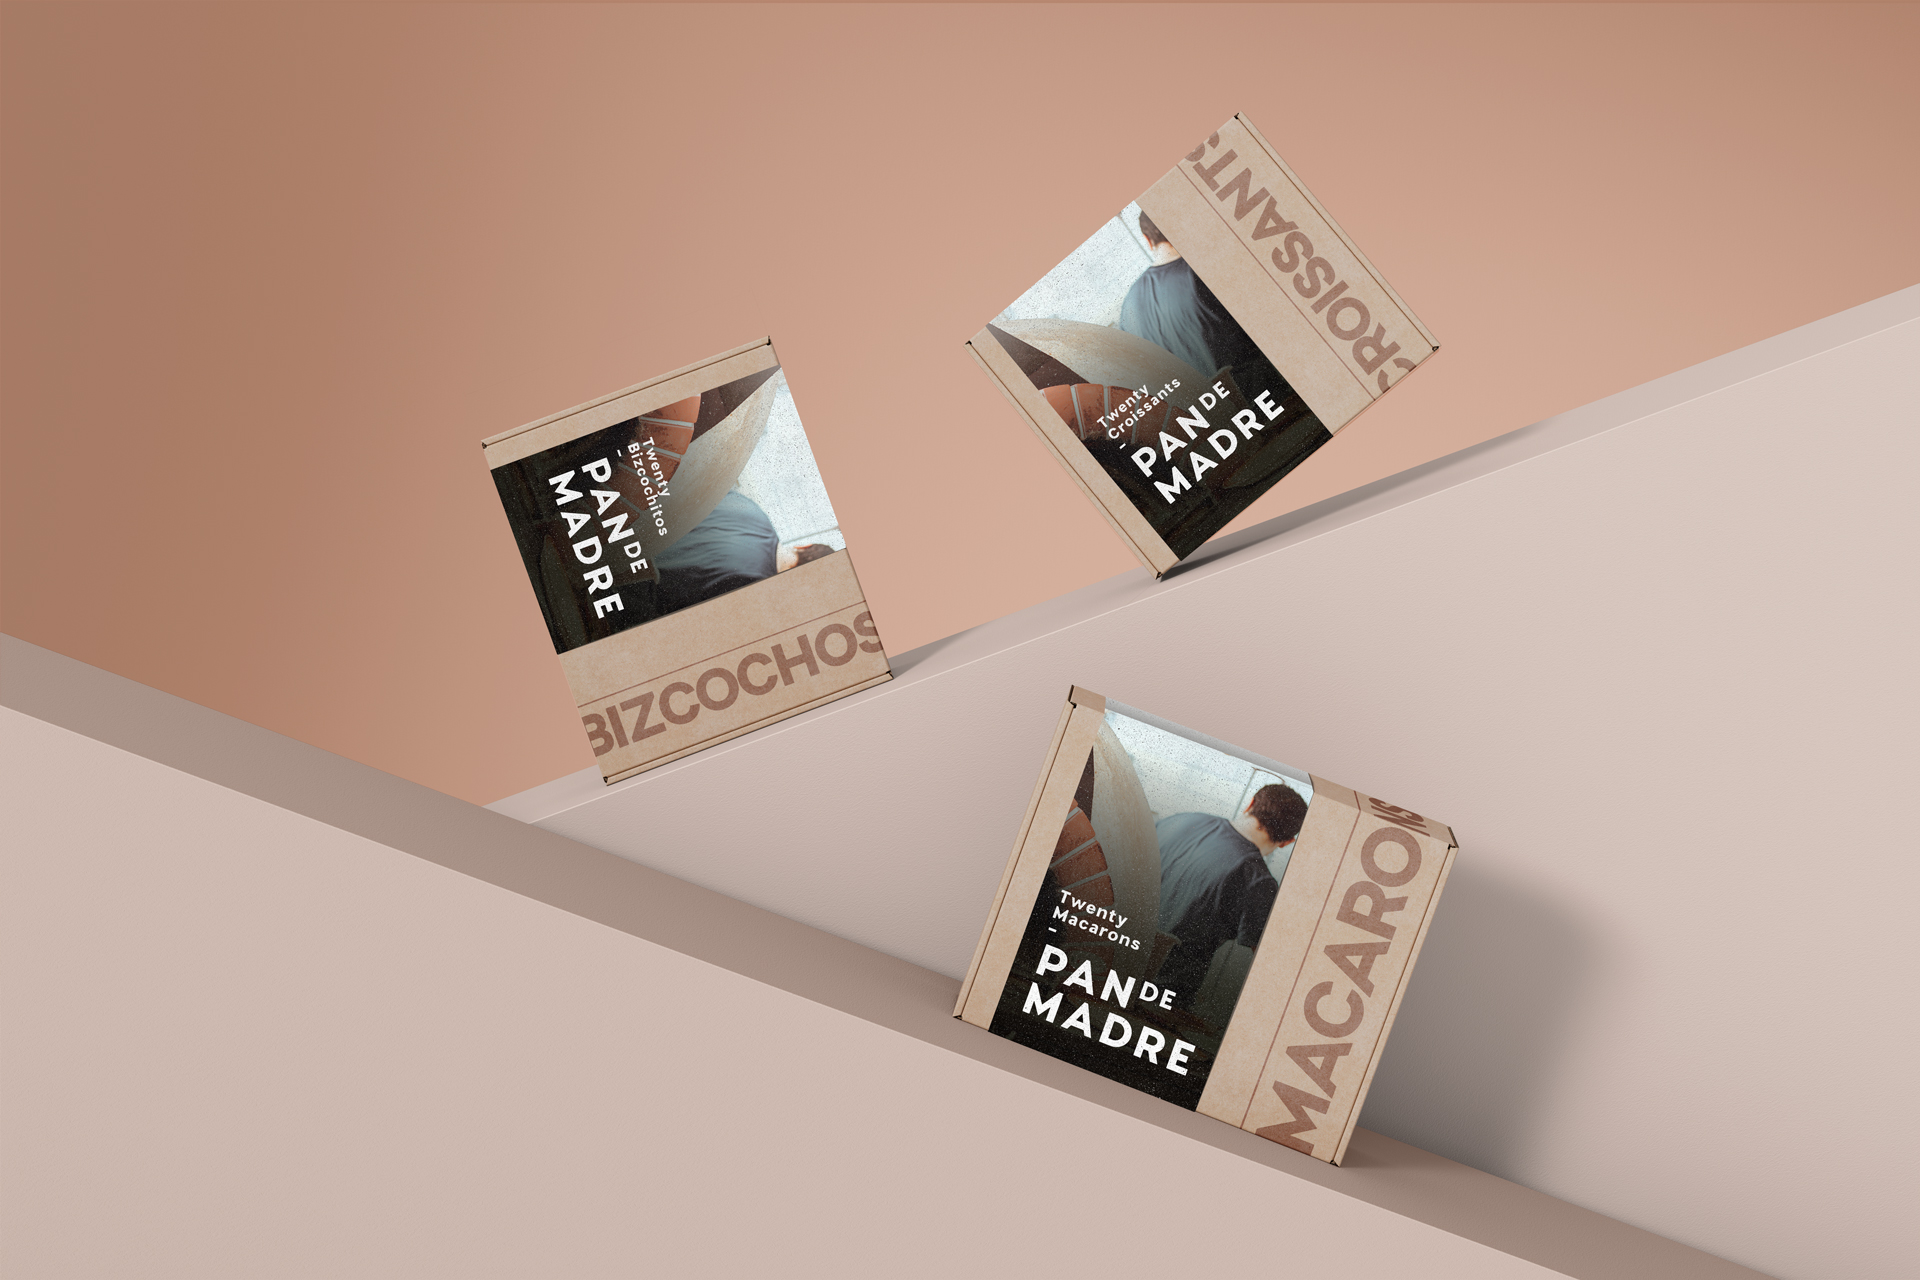 Twenty
Bizcochitos
-
PAN DE
MADRE
BIZCOCHOS
Twenty
Croissants
-
PAN DE
MADRE
CROISSANTS
Twenty
Macarons
-
PAN DE
MADRE
MACARONS